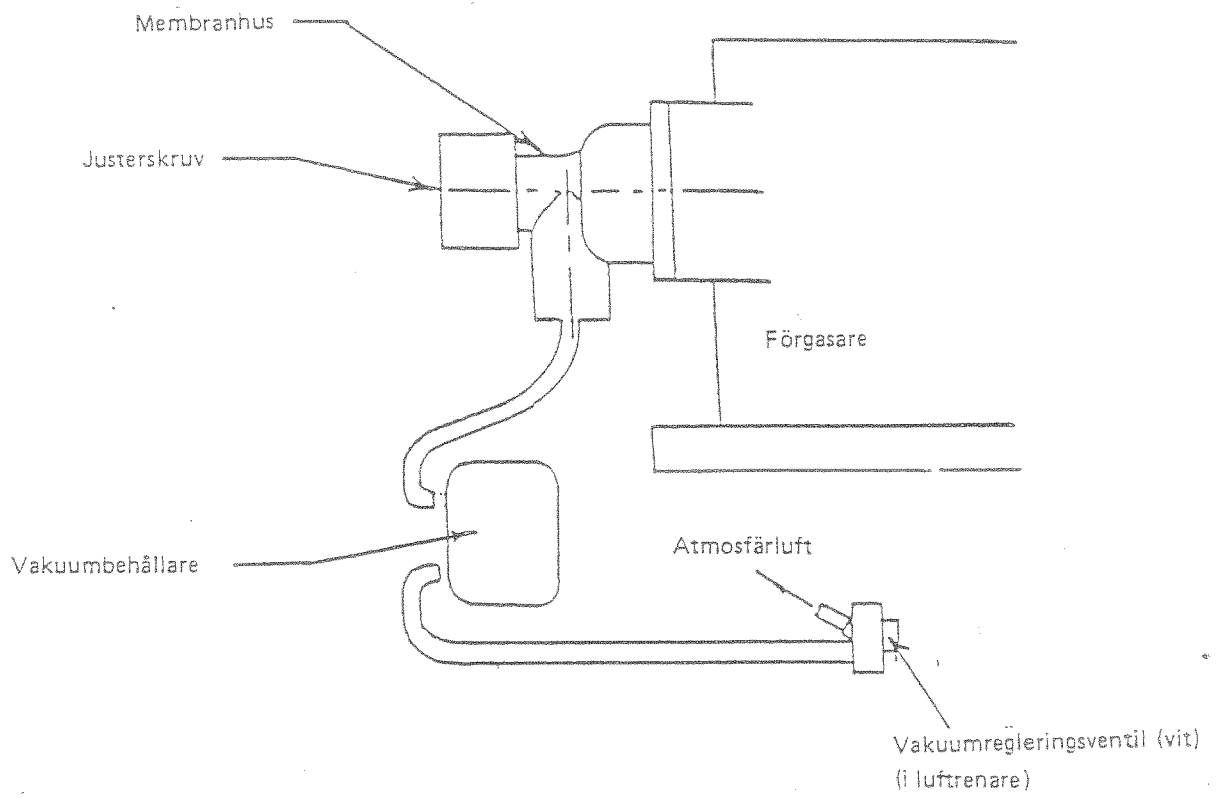 Membranhus
Justerskruv
Förgasare
Vakuumbehållare
Atmosfärluft
Vakuumregleringsventil (vit)
(i luftrenare)